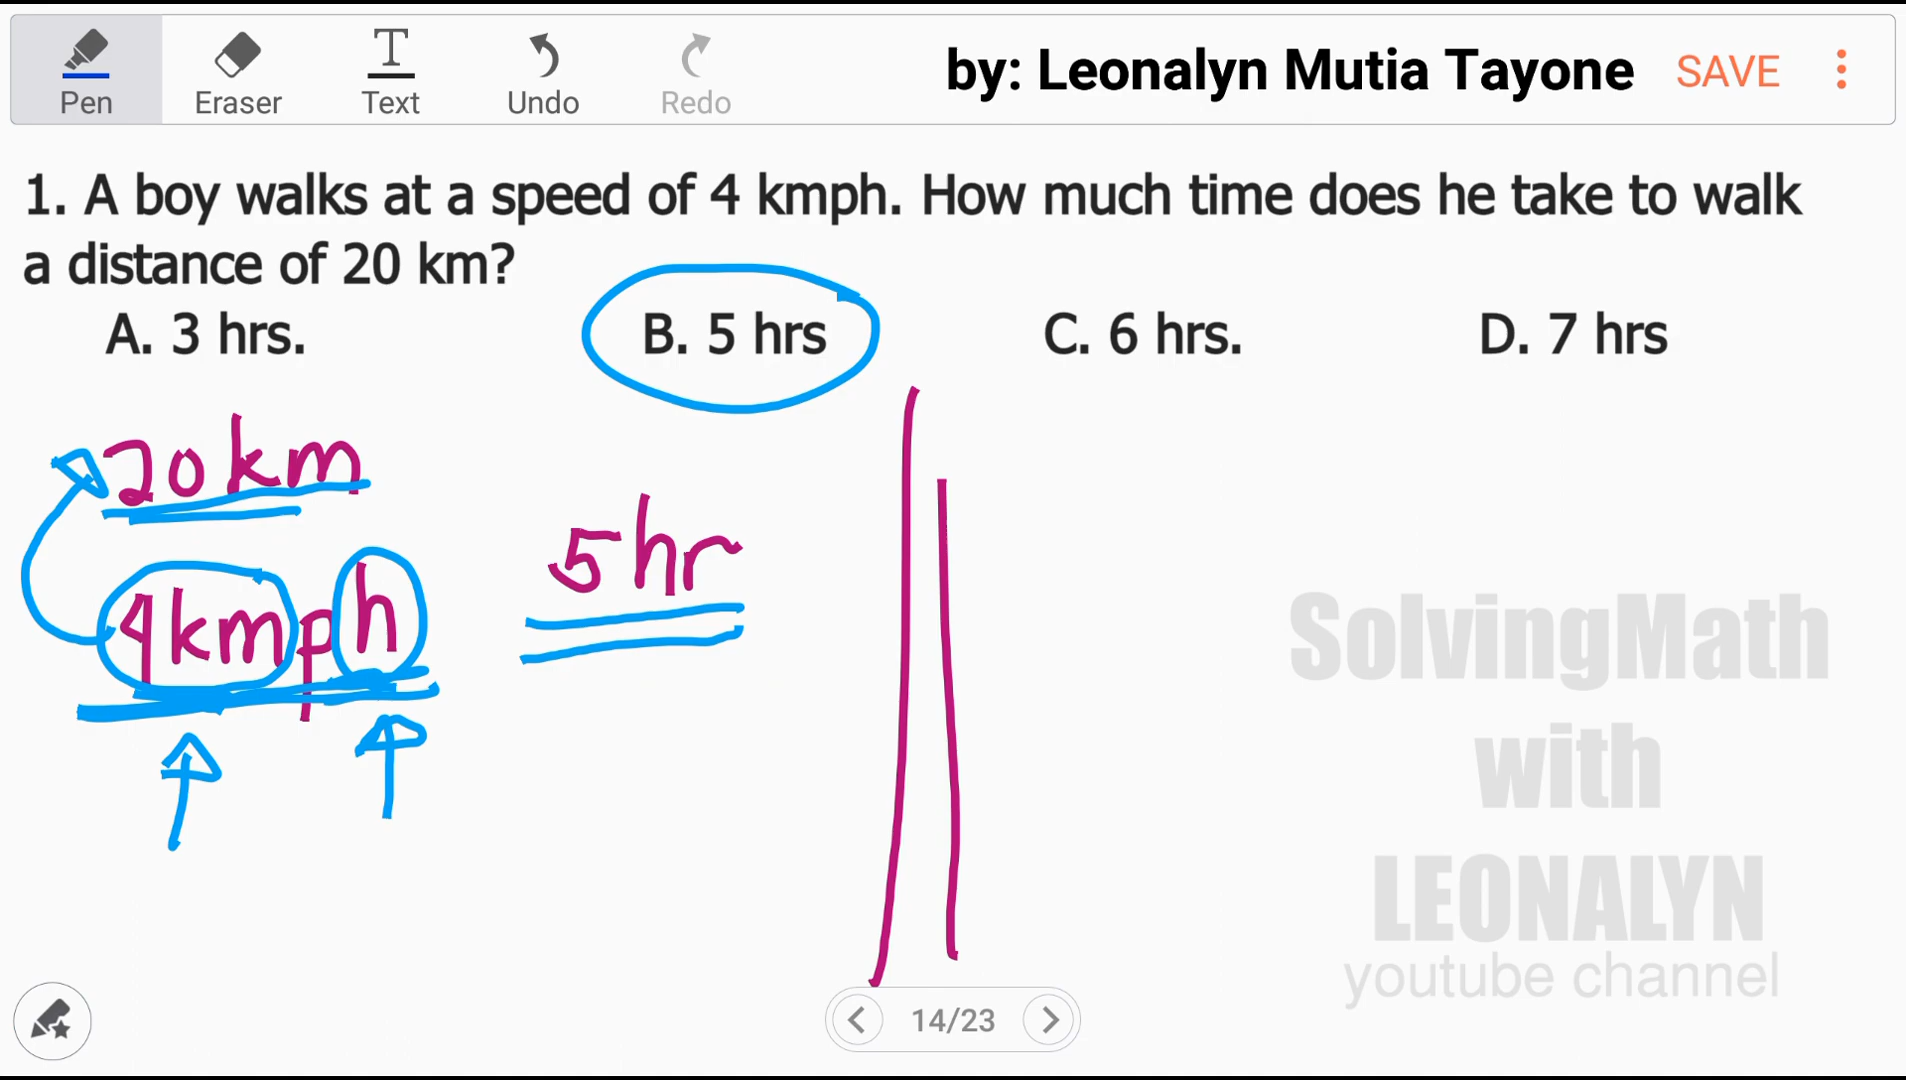 Pen
Eraser
T
Text
Undo
Redo
by: Leonalyn Mutia Tayone
SAVE
1. A boy walks at a speed of 4 kmph. How much time does he take to walk
a distance of 20 km?
A. 3 hrs.
B. 5 hrs
C. 6 hrs.
D. 7 hrs
20km
4kmph
5hr
SolvingMath
with
LEONALYN
youtube channel
14/23